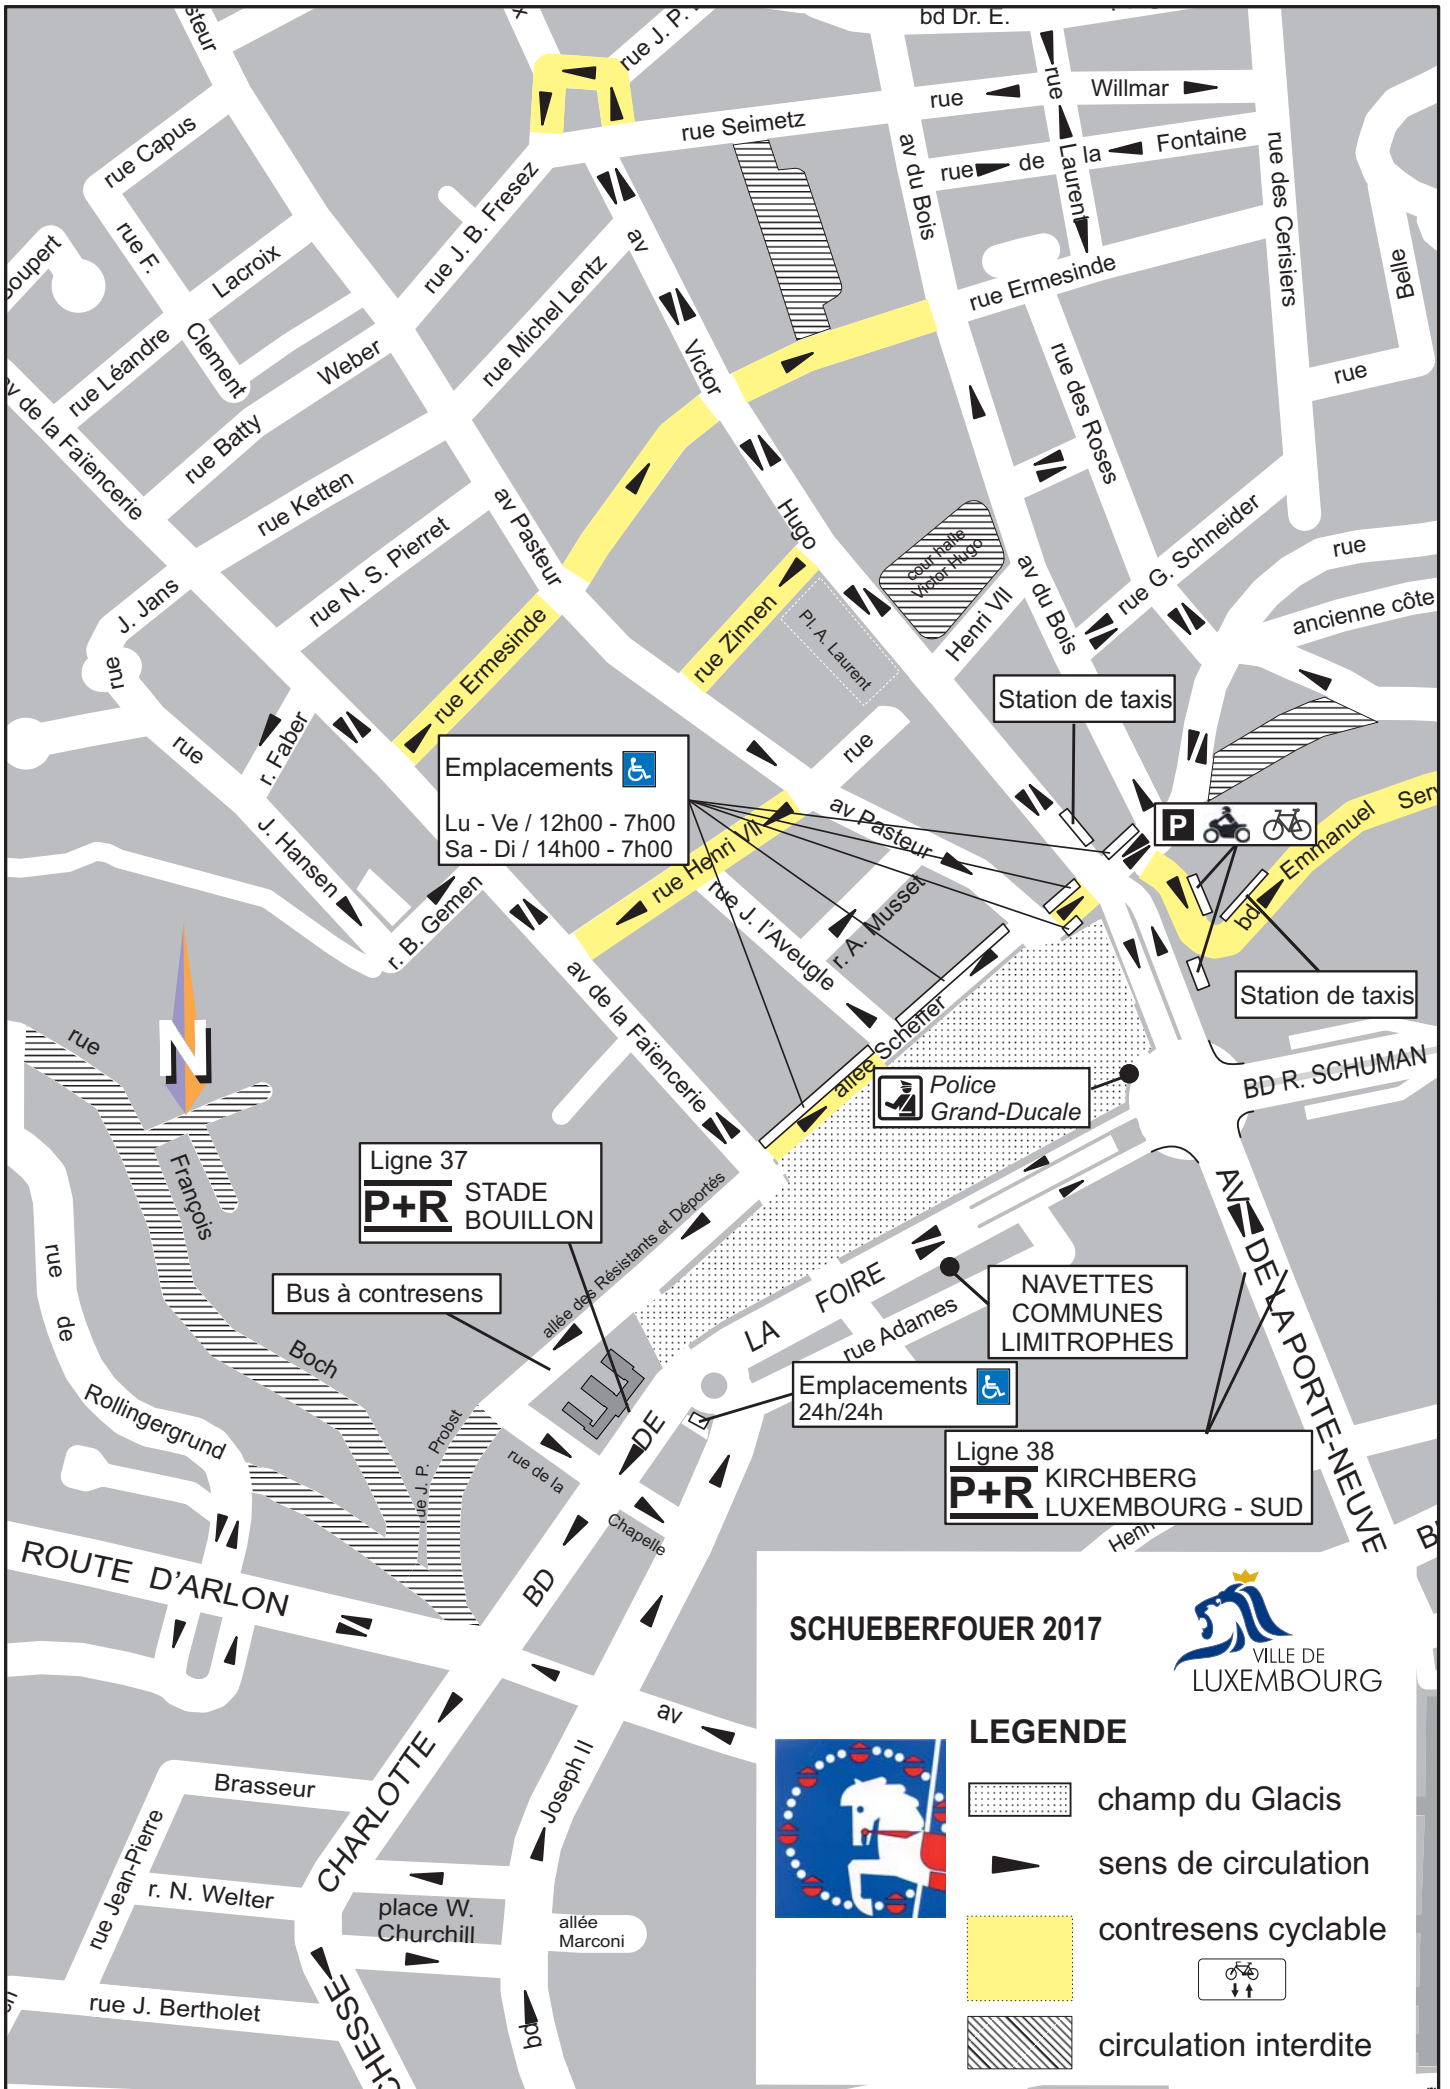 bd Dr. E.
rue J. P.
rue Capus
rue Seimetz
rue
Willmar
rue
Laurent
rue
de
la
Fontaine
av du Bois
rue des Cerisiers
rue F.
Clement
Lacroix
rue Léandre
rue J. B. Fresez
av
Victor
Hugo
rue Michel Lentz
rue Ermesinde
Belle
rue
rue Batty
Weber
av de la Faïencerie
rue Ketten
rue des Roses
rue N. S. Pierret
av Pasteur
cour halle
Victor Hugo
rue G. Schneider
rue
ancienne côte
J. Jans
rue
rue Ermesinde
rue Zinnen
Pl. A. Laurent
Henri VII
av du Bois
Station de taxis
rue
r. Faber
J. Hansen
Emplacements
Lu - Ve / 12h00 - 7h00
Sa - Di / 14h00 - 7h00
rue
av Pasteur
rue Henri VII
P
bd
Emmanuel
Serv
r. B. Gemen
rue J. l'Aveugle
r. A. Musset
Station de taxis
av de la Faïencerie
allée Scheffer
N
Police
Grand-Ducale
BD R. SCHUMAN
rue
François
Boch
Ligne 37
P+R
STADE
BOUILLON
allée des Résistants et Déportés
Bus à contresens
rue
de
Rollingergrund
NAVETTES
COMMUNES
LIMITROPHES
AV DE LA PORTE-NEUVE
BD
DE
LA
FOIRE
rue Adames
Emplacements
24h/24h
rue J. P. Probst
rue de la
Chapelle
Ligne 38
P+R
KIRCHBERG
LUXEMBOURG - SUD
ROUTE D'ARLON
av
Joseph II
bd
CHARLOTTE
Brasseur
rue Jean-Pierre
r. N. Welter
place W.
Churchill
allée
Marconi
rue J. Bertholet
SCHUEBERFOUER 2017
VILLE DE
LUXEMBOURG
LEGENDE
champ du Glacis
sens de circulation
contresens cyclable
circulation interdite